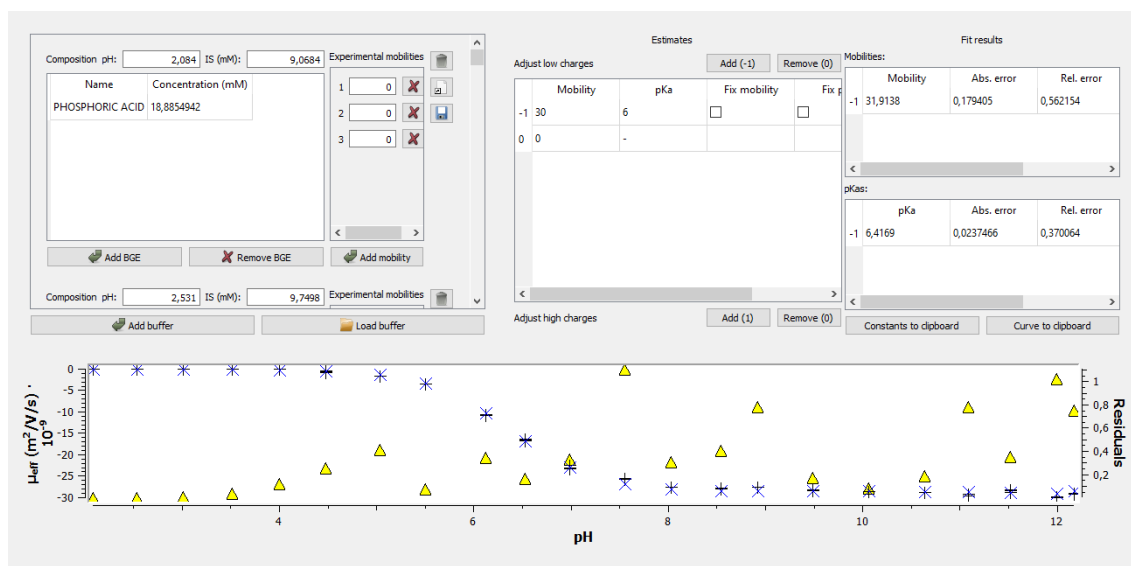 Estimates
Fit results
Composition pH: 2,084 IS (mM): 9,0684 Experimental mobilities
Name Concentration (mM)
PHOSPHORIC ACID 18,8854942
1 0
2 0
3 0
Add BGE Remove BGE Add mobility
Composition pH: 2,531 IS (mM): 9,7498 Experimental mobilities
Add buffer Load buffer
Adjust low charges Add (-1) Remove (0)
Mobility pKa Fix mobility Fix p
-1 30 6
0 0 -
Adjust high charges Add (1) Remove (0)
Mobilities:
Mobility Abs. error Rel. error
-1 31,9138 0,179405 0,562154
pKas:
pKa Abs. error Rel. error
-1 6,4169 0,0237466 0,370064
Constants to clipboard Curve to clipboard
μeff (m2/V/s) · 10-9
0
-5
-10
-15
-20
-25
-30
1
0,8
0,6
0,4
0,2
Residuals
4 6 8 10 12
pH